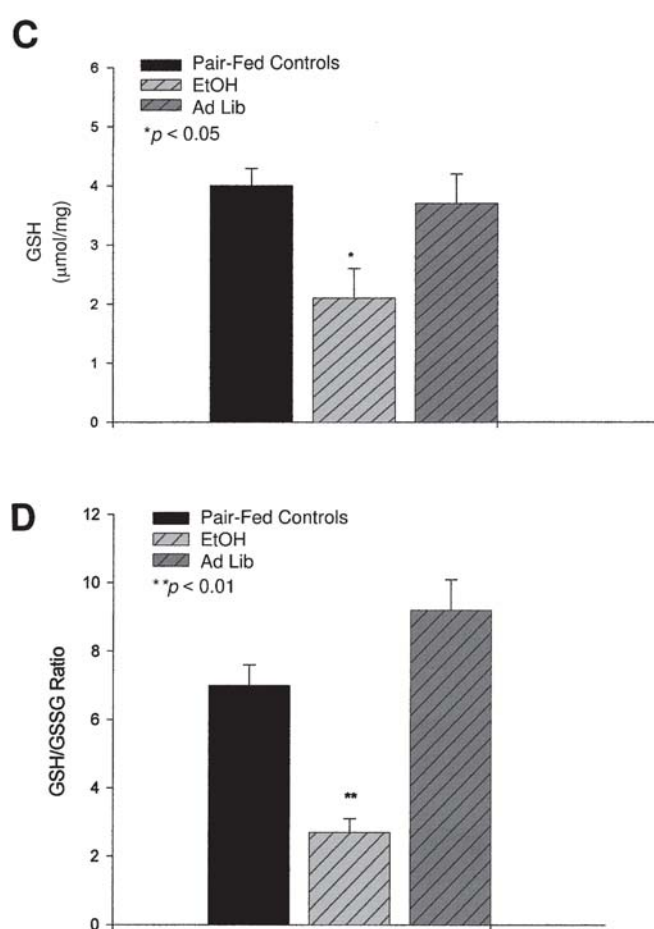 C
Pair-Fed Controls
EtOH
Ad Lib
*p < 0.05
6
5
4
3
2
1
0
GSH
(μmol/mg)
*
D
Pair-Fed Controls
EtOH
Ad Lib
**p < 0.01
12
10
8
6
4
2
0
GSH/GSSG Ratio
**